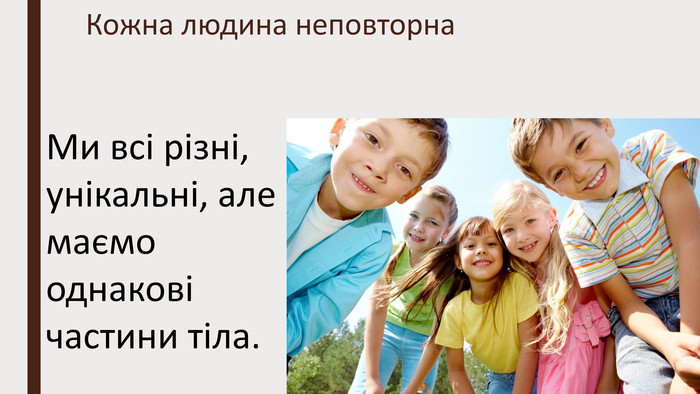 Кожна людина неповторна
Ми всі різні,
унікальні, але
маємо
однакові
частини тіла.